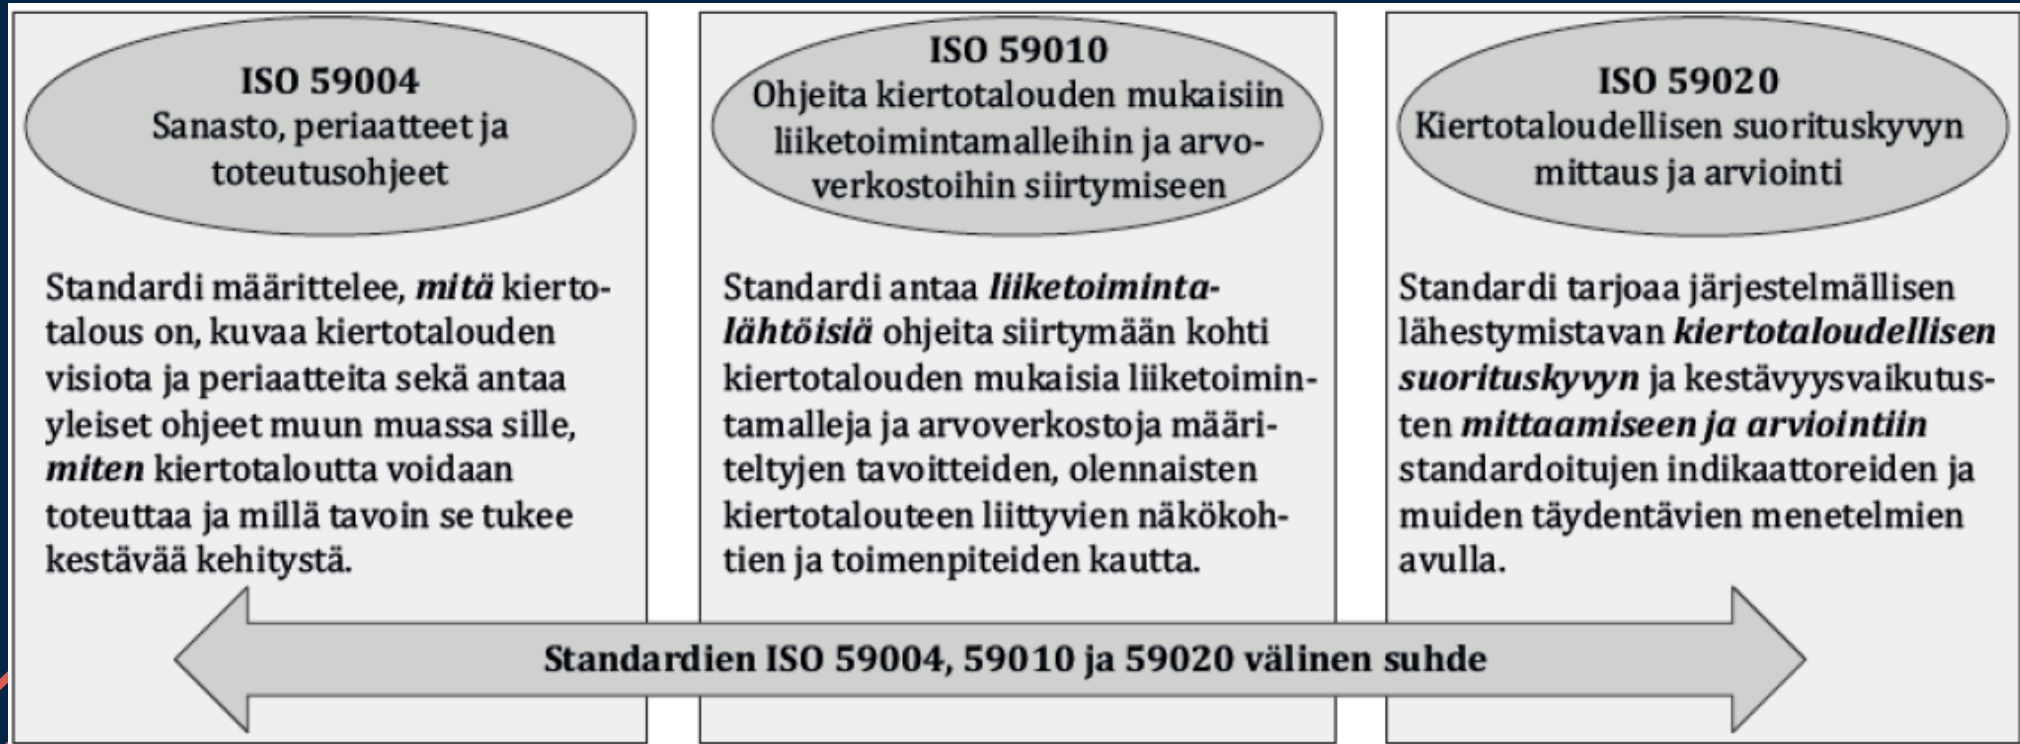 ISO 59004
Sanasto, periaatteet ja
toteutusohjeet
Standardi määrittelee, mitä kierto-
talous on, kuvaa kiertotalouden
visiota ja periaatteita sekä antaa
yleiset ohjeet muun muassa sille,
miten kiertotaloutta voidaan
toteuttaa ja millä tavoin se tukee
kestävää kehitystä.
ISO 59010
Ohjeita kiertotalouden mukaisiin
liiketoimintamalleihin ja arvo-
verkostoihin siirtymiseen
Standardi antaa liiketoiminta-
lähtöisiä ohjeita siirtymään kohti
kiertotalouden mukaisia liiketoimin-
tamalleja ja arvoverkostoja määri-
teltyjen tavoitteiden, olennaisten
kiertotalouteen liittyvien näkökoh-
tien ja toimenpiteiden kautta.
ISO 59020
Kiertotaloudellisen suorituskyvyn
mittaus ja arviointi
Standardi tarjoaa järjestelmällisen
lähestymistavan kiertotaloudellisen
suorituskyvyn ja kestävyysvaikutus-
ten mittaamiseen ja arviointiin
standardoitujen indikaattoreiden ja
muiden täydentävien menetelmien
avulla.
Standardien ISO 59004, 59010 ja 59020 välinen suhde